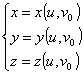 x = x(u, v₀)
y = y(u, v₀)
z = z(u, v₀)